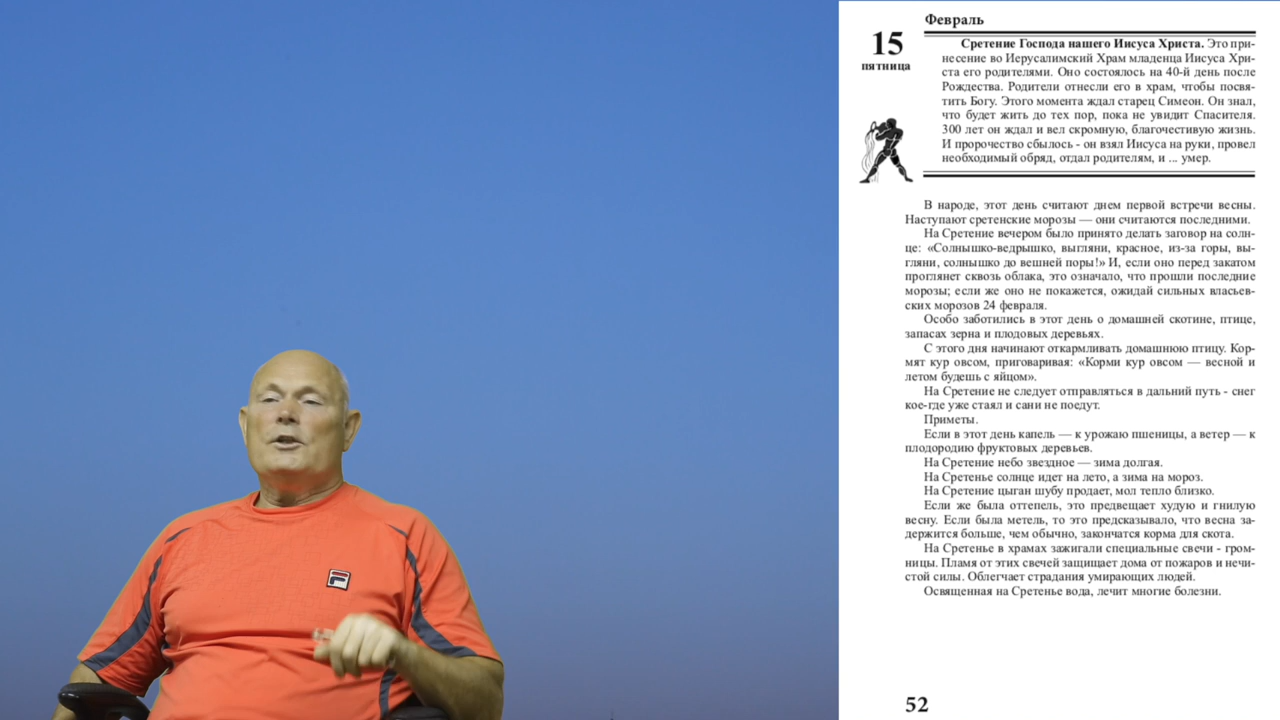 Февраль
15
пятница
Сретение Господа нашего Иисуса Христа. Это при-
несение во Иерусалимский Храм младенца Иисуса Хри-
ста его родителями. Оно состоялось на 40-й день после
Рождества. Родители отнесли его в храм, чтобы посвя-
тить Богу. Этого момента ждал старец Симеон. Он знал,
что будет жить до тех пор, пока не увидит Спасителя.
300 лет он ждал и вел скромную, благочестивую жизнь.
И пророчество сбылось - он взял Иисуса на руки, провел
необходимый обряд, отдал родителям, и ... умер.
В народе, этот день считают днем первой встречи весны.
Наступают сретенские морозы — они считаются последними.
На Сретение вечером было принято делать заговор на солн-
це: «Солнышко-ведрышко, выгляни, красное, из-за горы, вы-
гляни, солнышко до вешней поры!» И, если оно перед закатом
проглянет сквозь облака, это означало, что прошли последние
морозы; если же оно не покажется, ожидай сильных власьев-
ских морозов 24 февраля.
Особо заботились в этот день о домашней скотине, птице,
запасах зерна и плодовых деревьях.
С этого дня начинают откармливать домашнюю птицу. Кор-
мят кур овсом, приговаривая: «Корми кур овсом — весной и
летом будешь с яйцом».
На Сретение не следует отправляться в дальний путь - снег
кое-где уже стаял и сани не поедут.
Приметы.
Если в этот день капель — к урожаю пшеницы, а ветер — к
плодородию фруктовых деревьев.
На Сретение небо звездное — зима долгая.
На Сретенье солнце идет на лето, а зима на мороз.
На Сретение цыган шубу продает, мол тепло близко.
Если же была оттепель, это предвещает худую и гнилую
весну. Если была метель, то это предсказывало, что весна за-
держится больше, чем обычно, закончатся корма для скота.
На Сретенье в храмах зажигали специальные свечи - гром-
ницы. Пламя от этих свечей защищает дома от пожаров и нечи-
стой силы. Облегчает страдания умирающих людей.
Освященная на Сретенье вода, лечит многие болезни.
52